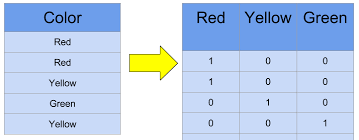 Color
Red
Red
Yellow
Green
Yellow
Red Yellow Green
1 0 0
1 0 0
0 1 0
0 0 1